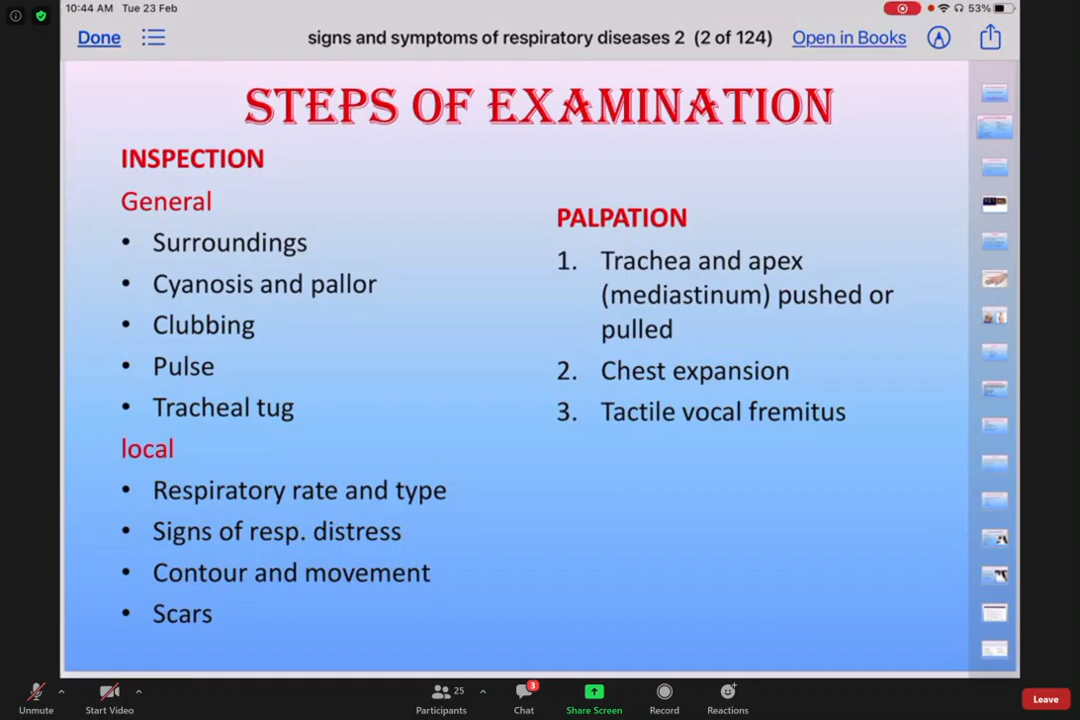 10:44 AM Tue 23 Feb
53%
Done
signs and symptoms of respiratory diseases 2 (2 of 124)
Open in Books
STEPS OF EXAMINATION
INSPECTION
General
• Surroundings
• Cyanosis and pallor
• Clubbing
• Pulse
• Tracheal tug
local
• Respiratory rate and type
• Signs of resp. distress
• Contour and movement
• Scars
PALPATION
1. Trachea and apex
(mediastinum) pushed or
pulled
2. Chest expansion
3. Tactile vocal fremitus
Unmute
Start Video
25
Participants
3
Chat
Share Screen
Record
Reactions
Leave